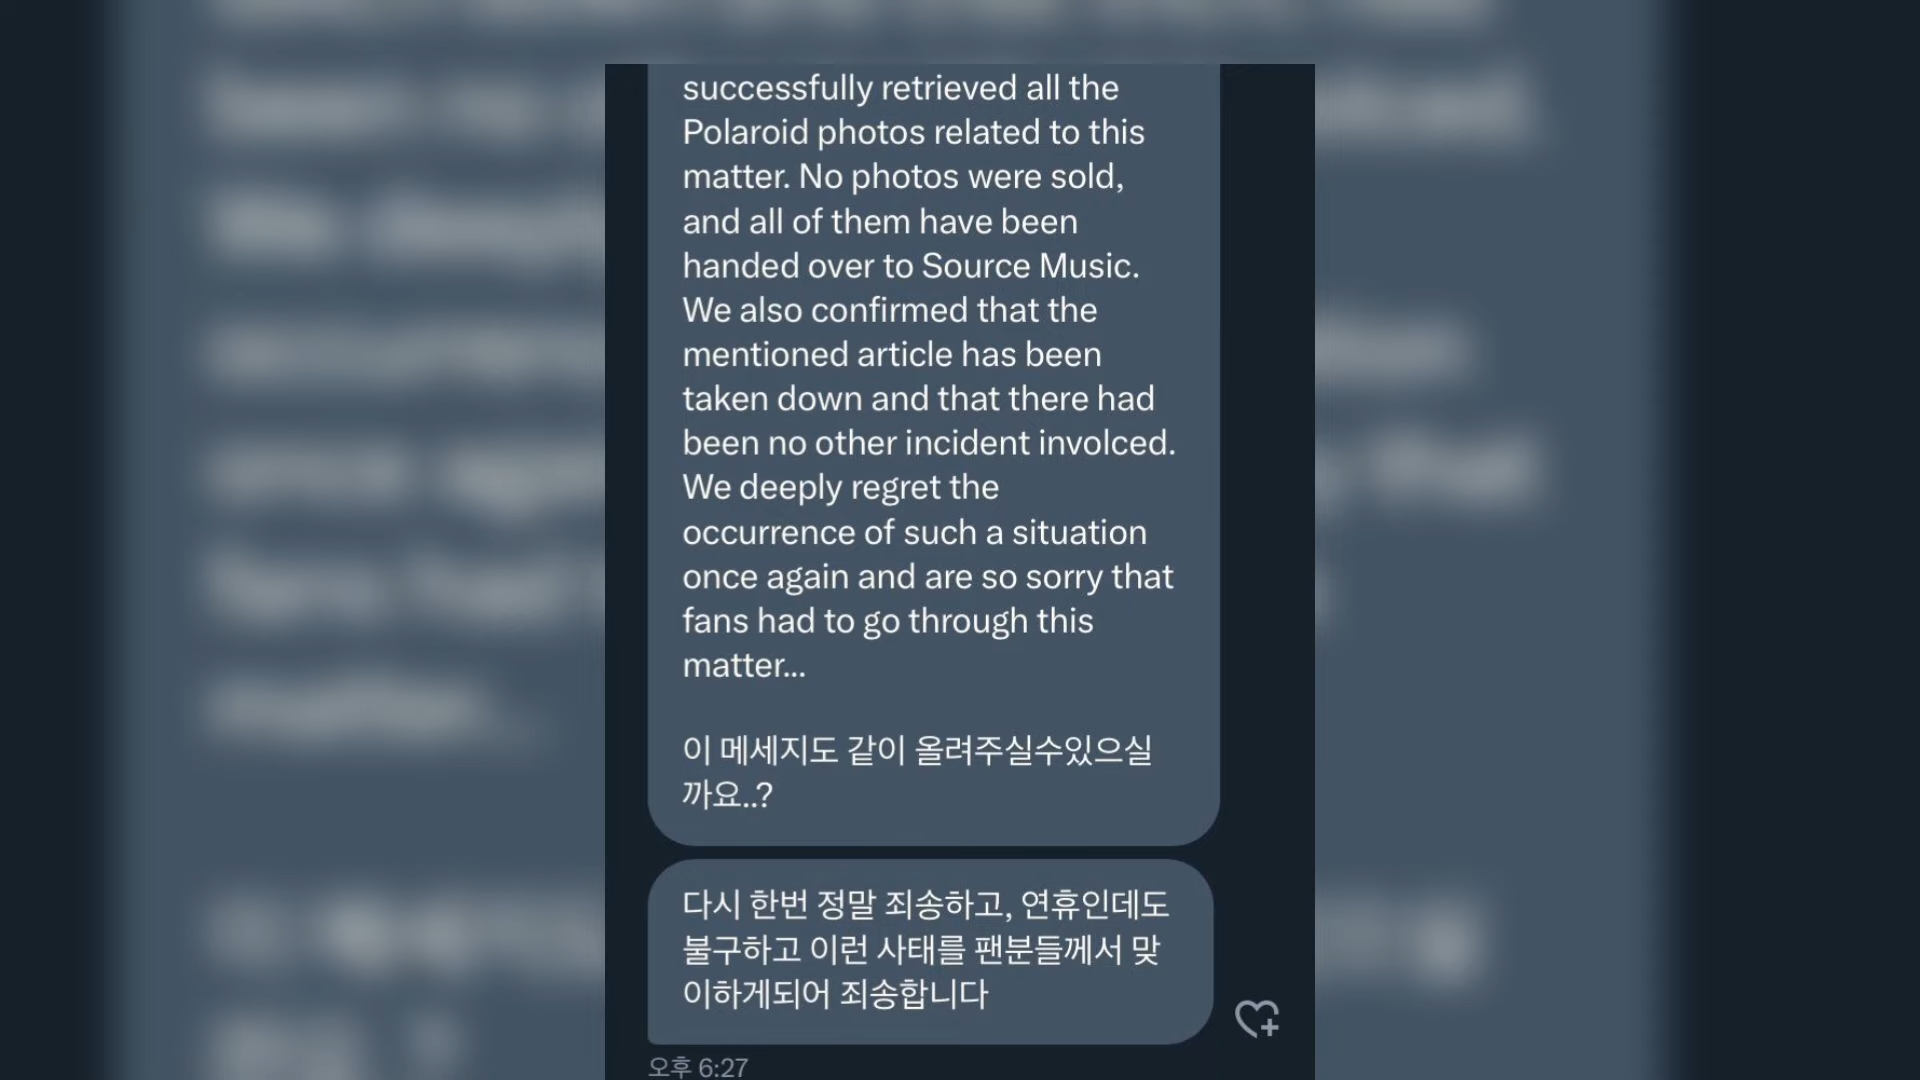 successfully retrieved all the
Polaroid photos related to this
matter. No photos were sold,
and all of them have been
handed over to Source Music.
We also confirmed that the
mentioned article has been
taken down and that there had
been no other incident involced.
We deeply regret the
occurrence of such a situation
once again and are so sorry that
fans had to go through this
matter...
이 메세지도 같이 올려주실수있으실
까요..?
다시 한번 정말 죄송하고, 연휴인데도
불구하고 이런 사태를 팬분들께서 맞
이하게되어 죄송합니다
오후 6:27